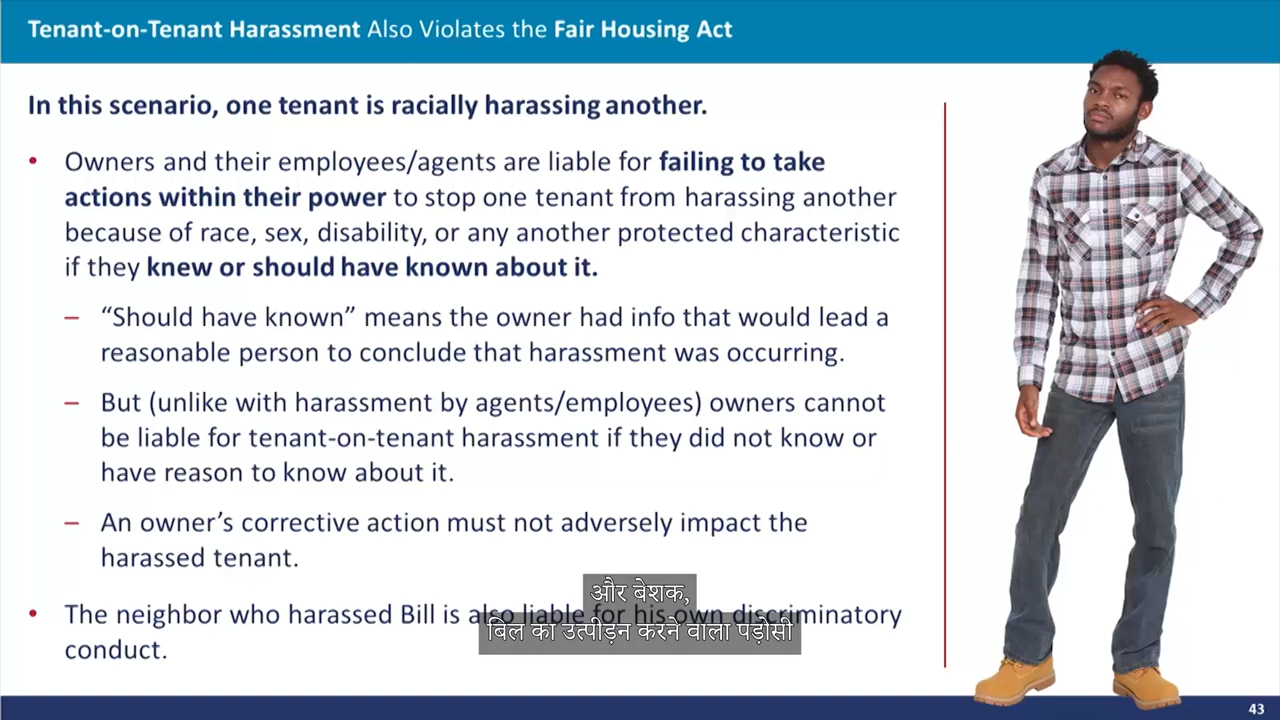 Tenant-on-Tenant Harassment Also Violates the Fair Housing Act
In this scenario, one tenant is racially harassing another.
• Owners and their employees/agents are liable for failing to take
actions within their power to stop one tenant from harassing another
because of race, sex, disability, or any another protected characteristic
if they knew or should have known about it.
– “Should have known” means the owner had info that would lead a
reasonable person to conclude that harassment was occurring.
– But (unlike with harassment by agents/employees) owners cannot
be liable for tenant-on-tenant harassment if they did not know or
have reason to know about it.
– An owner’s corrective action must not adversely impact the
harassed tenant.
• The neighbor who harassed Bill is also liable for his own discriminatory
conduct.
और बेशक,
बिल का उत्पीड़न करने वाला पड़ोसी
43